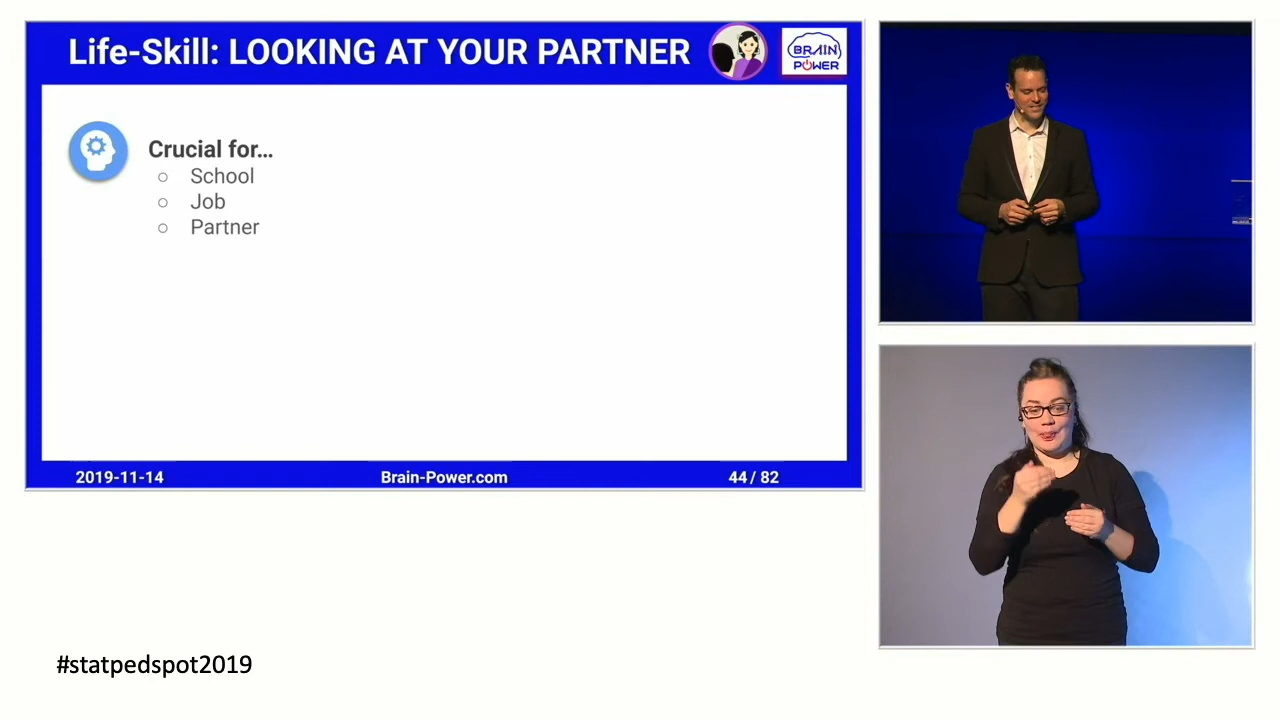 Life-Skill: LOOKING AT YOUR PARTNER
BRAIN
POWER
Crucial for...
○ School
○ Job
○ Partner
2019-11-14
Brain-Power.com
44 / 82
#statpedspot2019